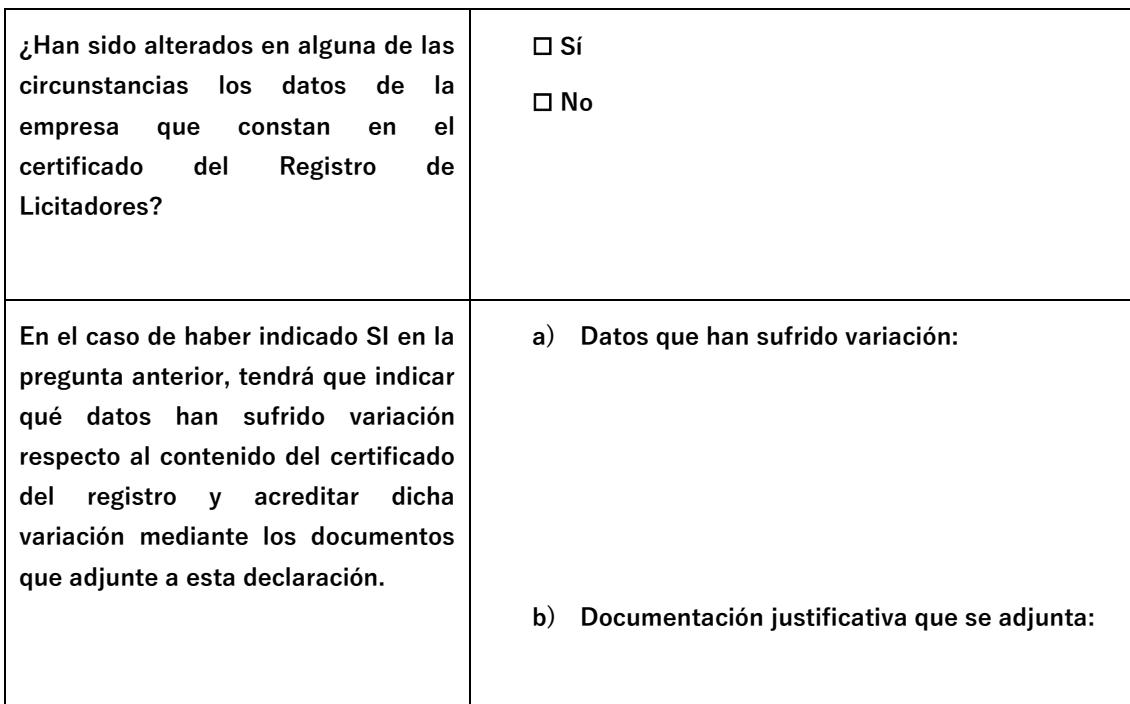 ¿Han sido alterados en alguna de las
circunstancias los datos de la
empresa que constan en el
certificado del Registro de
Licitadores?
☐ Sí
☐ No
En el caso de haber indicado SI en la
pregunta anterior, tendrá que indicar
qué datos han sufrido variación
respecto al contenido del certificado
del registro y acreditar dicha
variación mediante los documentos
que adjunte a esta declaración.
a) Datos que han sufrido variación:
b) Documentación justificativa que se adjunta: